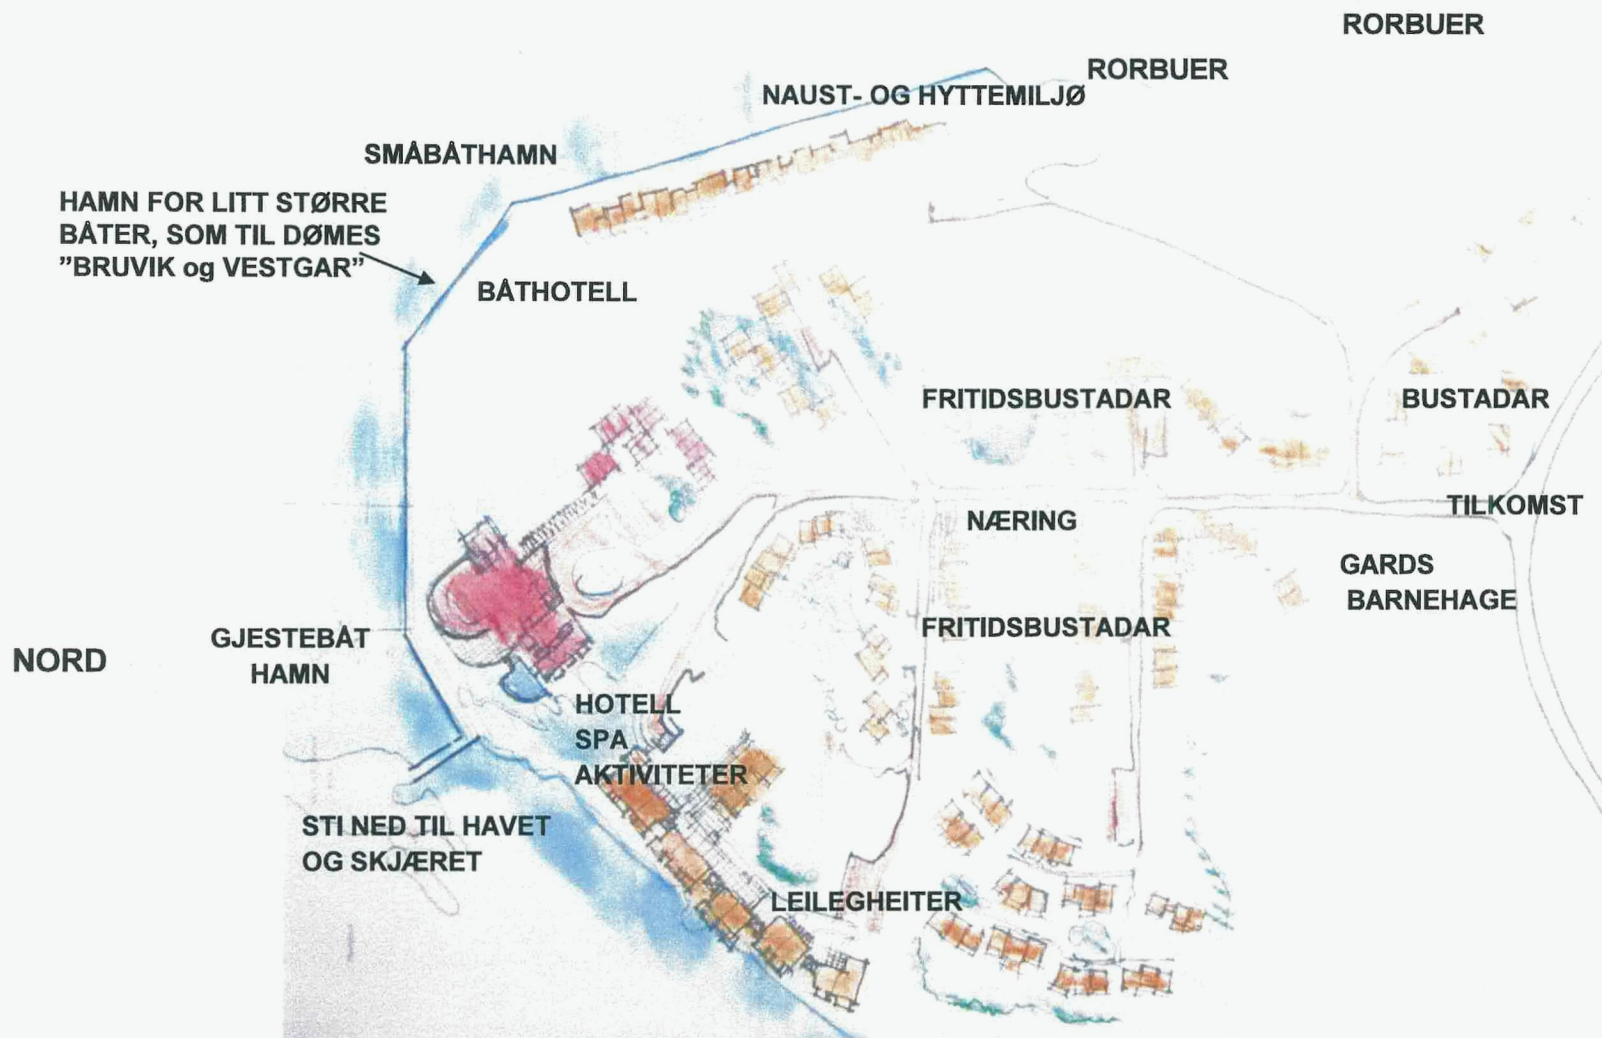 RORBUER
RORBUER
NAUST- OG HYTTEMILJØ
SMÅBÅTHAMN
HAMN FOR LITT STØRRE
BÅTER, SOM TIL DØMES
”BRUVIK og VESTGAR”
BÅTHOTELL
FRITIDSBUSTADAR
BUSTADAR
TILKOMST
NÆRING
GARDS
BARNEHAGE
FRITIDSBUSTADAR
GJESTEBÅT
HAMN
NORD
HOTELL
SPA
AKTIVITETER
STI NED TIL HAVET
OG SKJÆRET
LEILEGHEITER